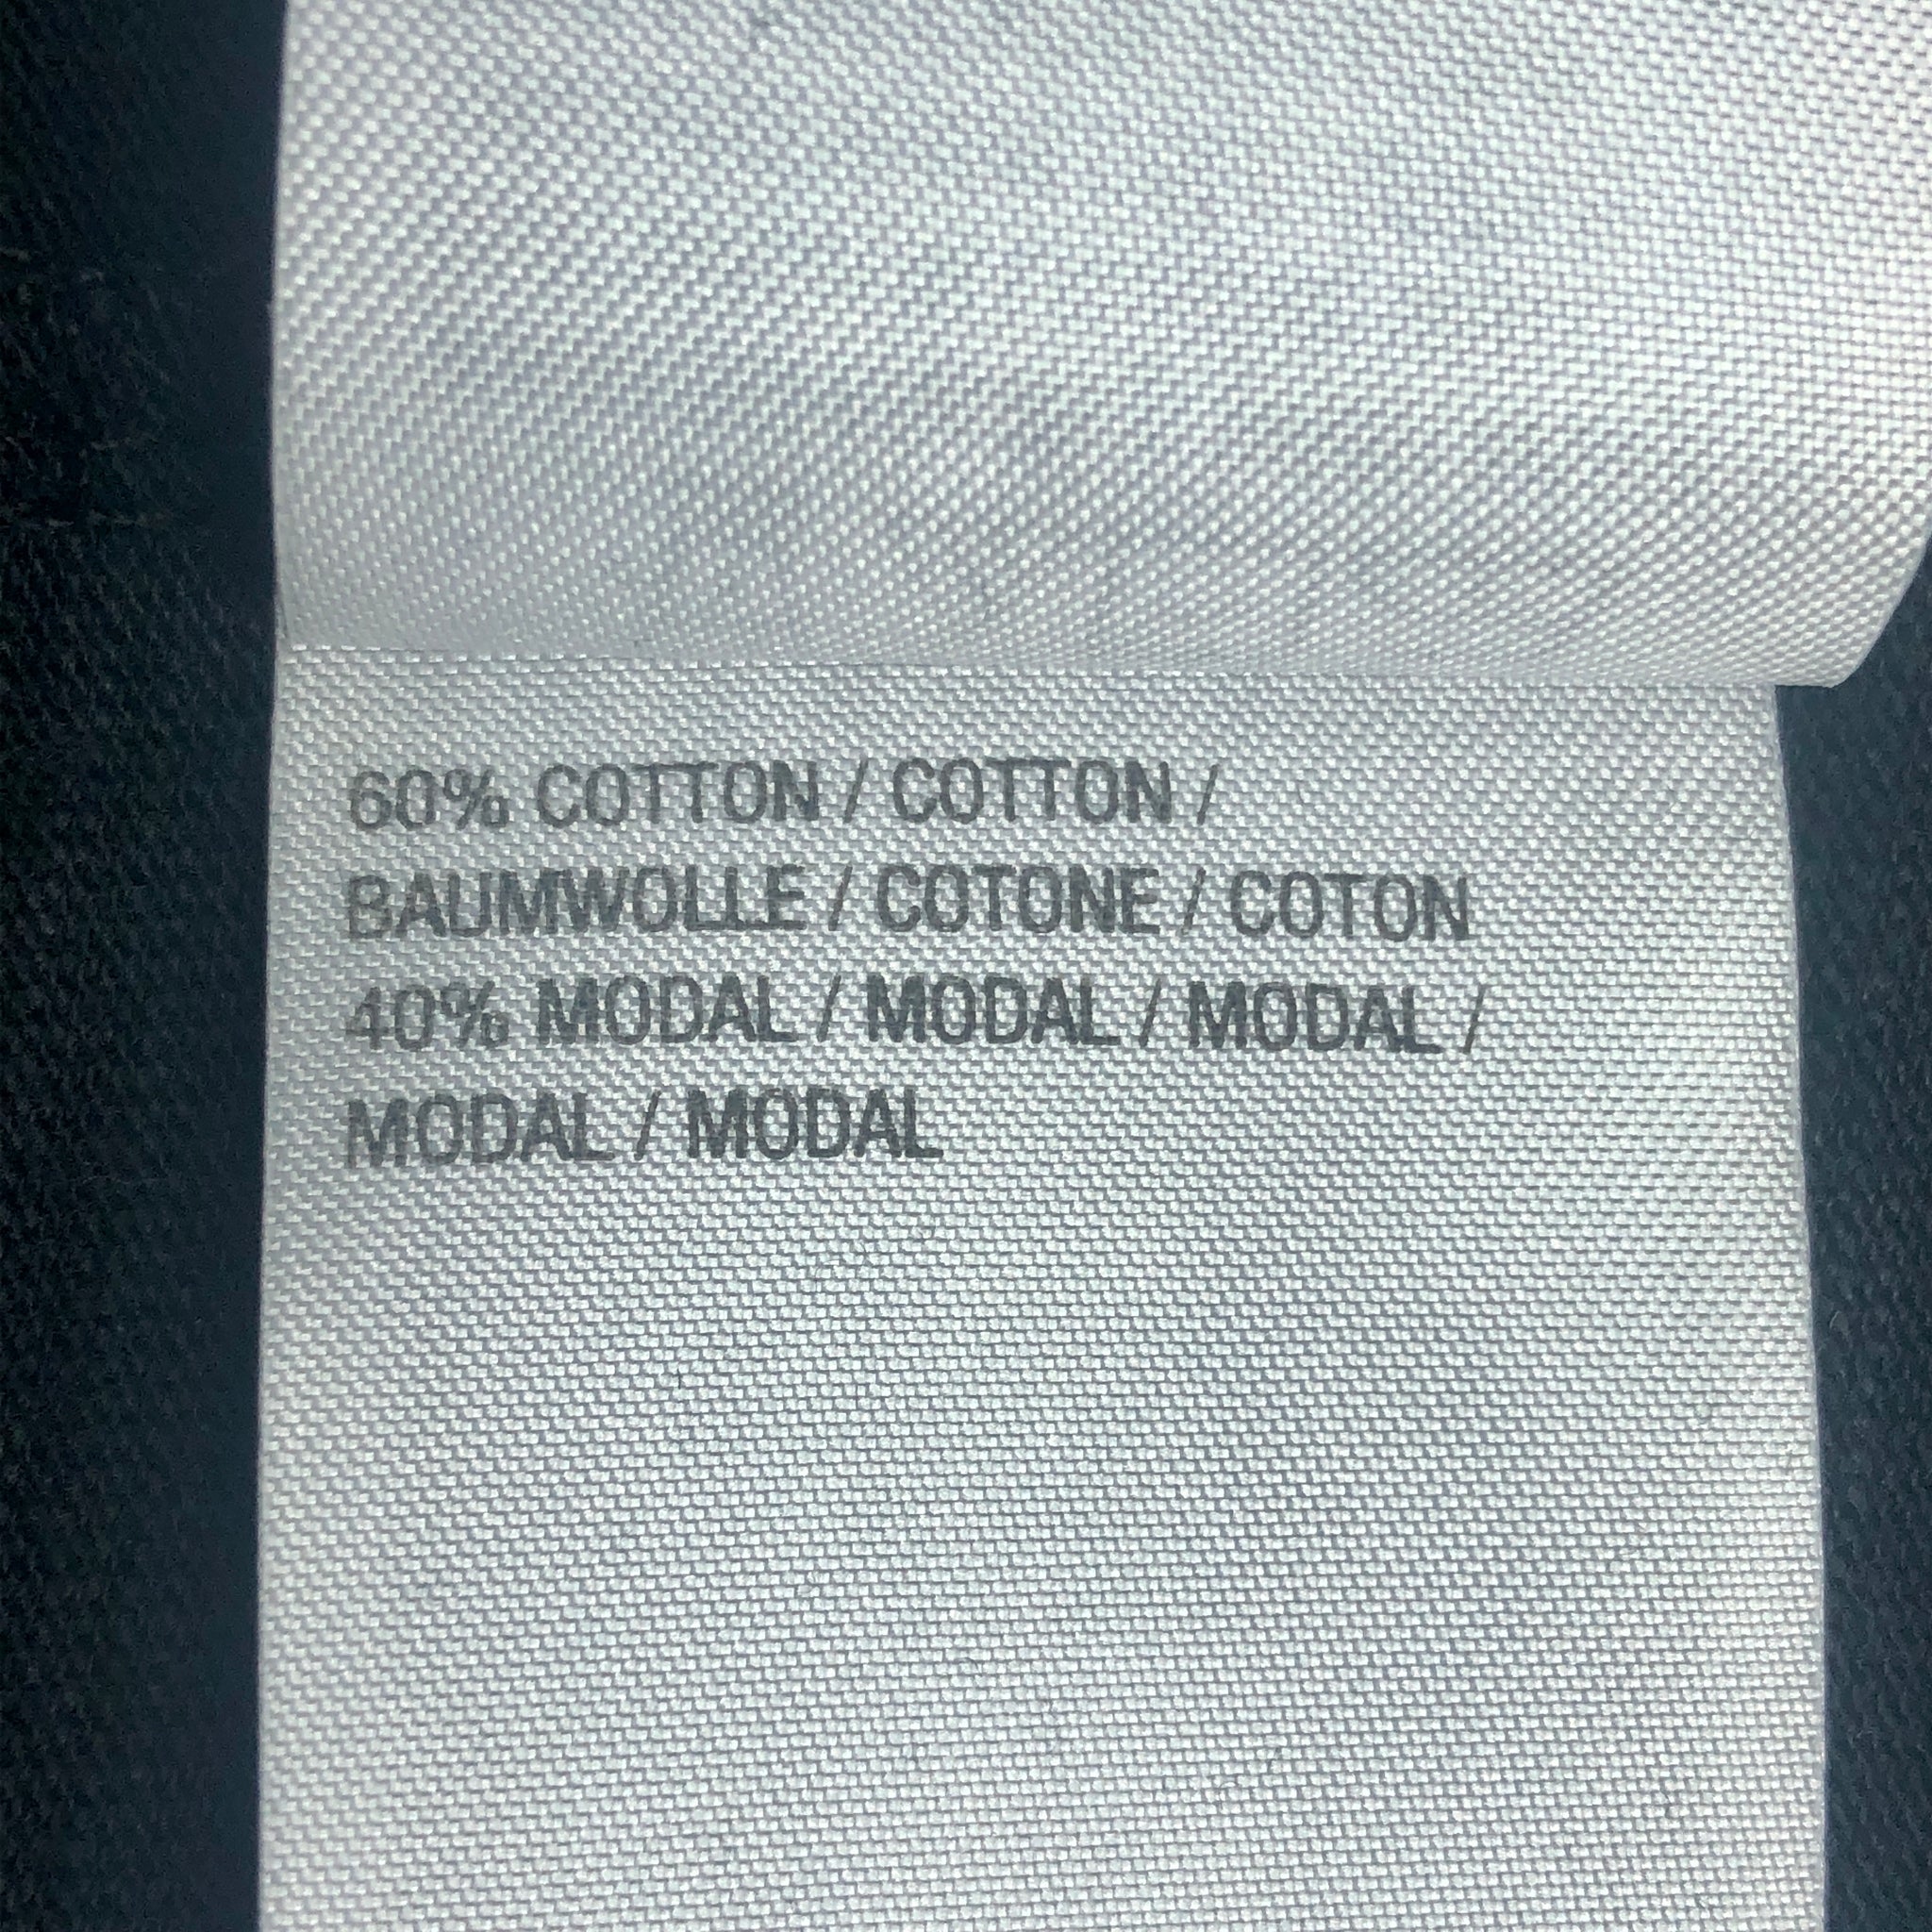 60% COTTON / COTTON /
BAUMWOLLE / COTONE / COTON
40% MODAL / MODAL / MODAL /
MODAL / MODAL